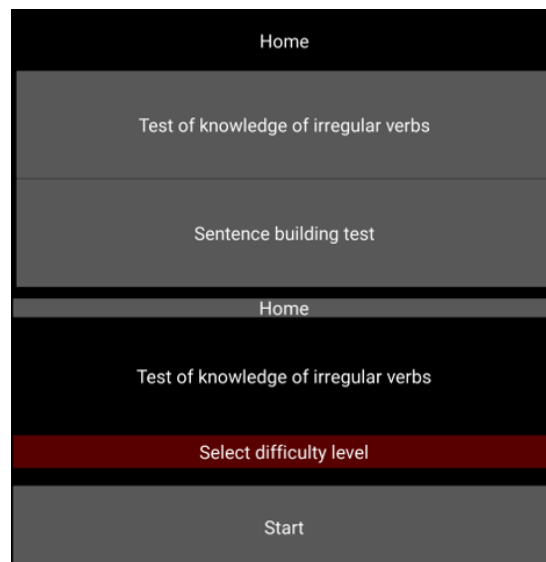 Home
Test of knowledge of irregular verbs
Sentence building test
Home
Test of knowledge of irregular verbs
Select difficulty level
Start